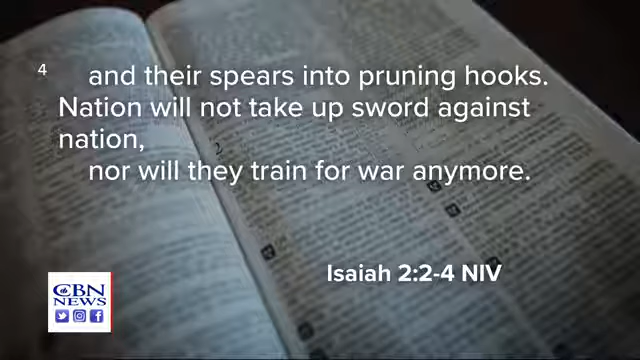 4 and their spears into pruning hooks.
Nation will not take up sword against
nation,
nor will they train for war anymore.
Isaiah 2:2-4 NIV
CBN
NEWS